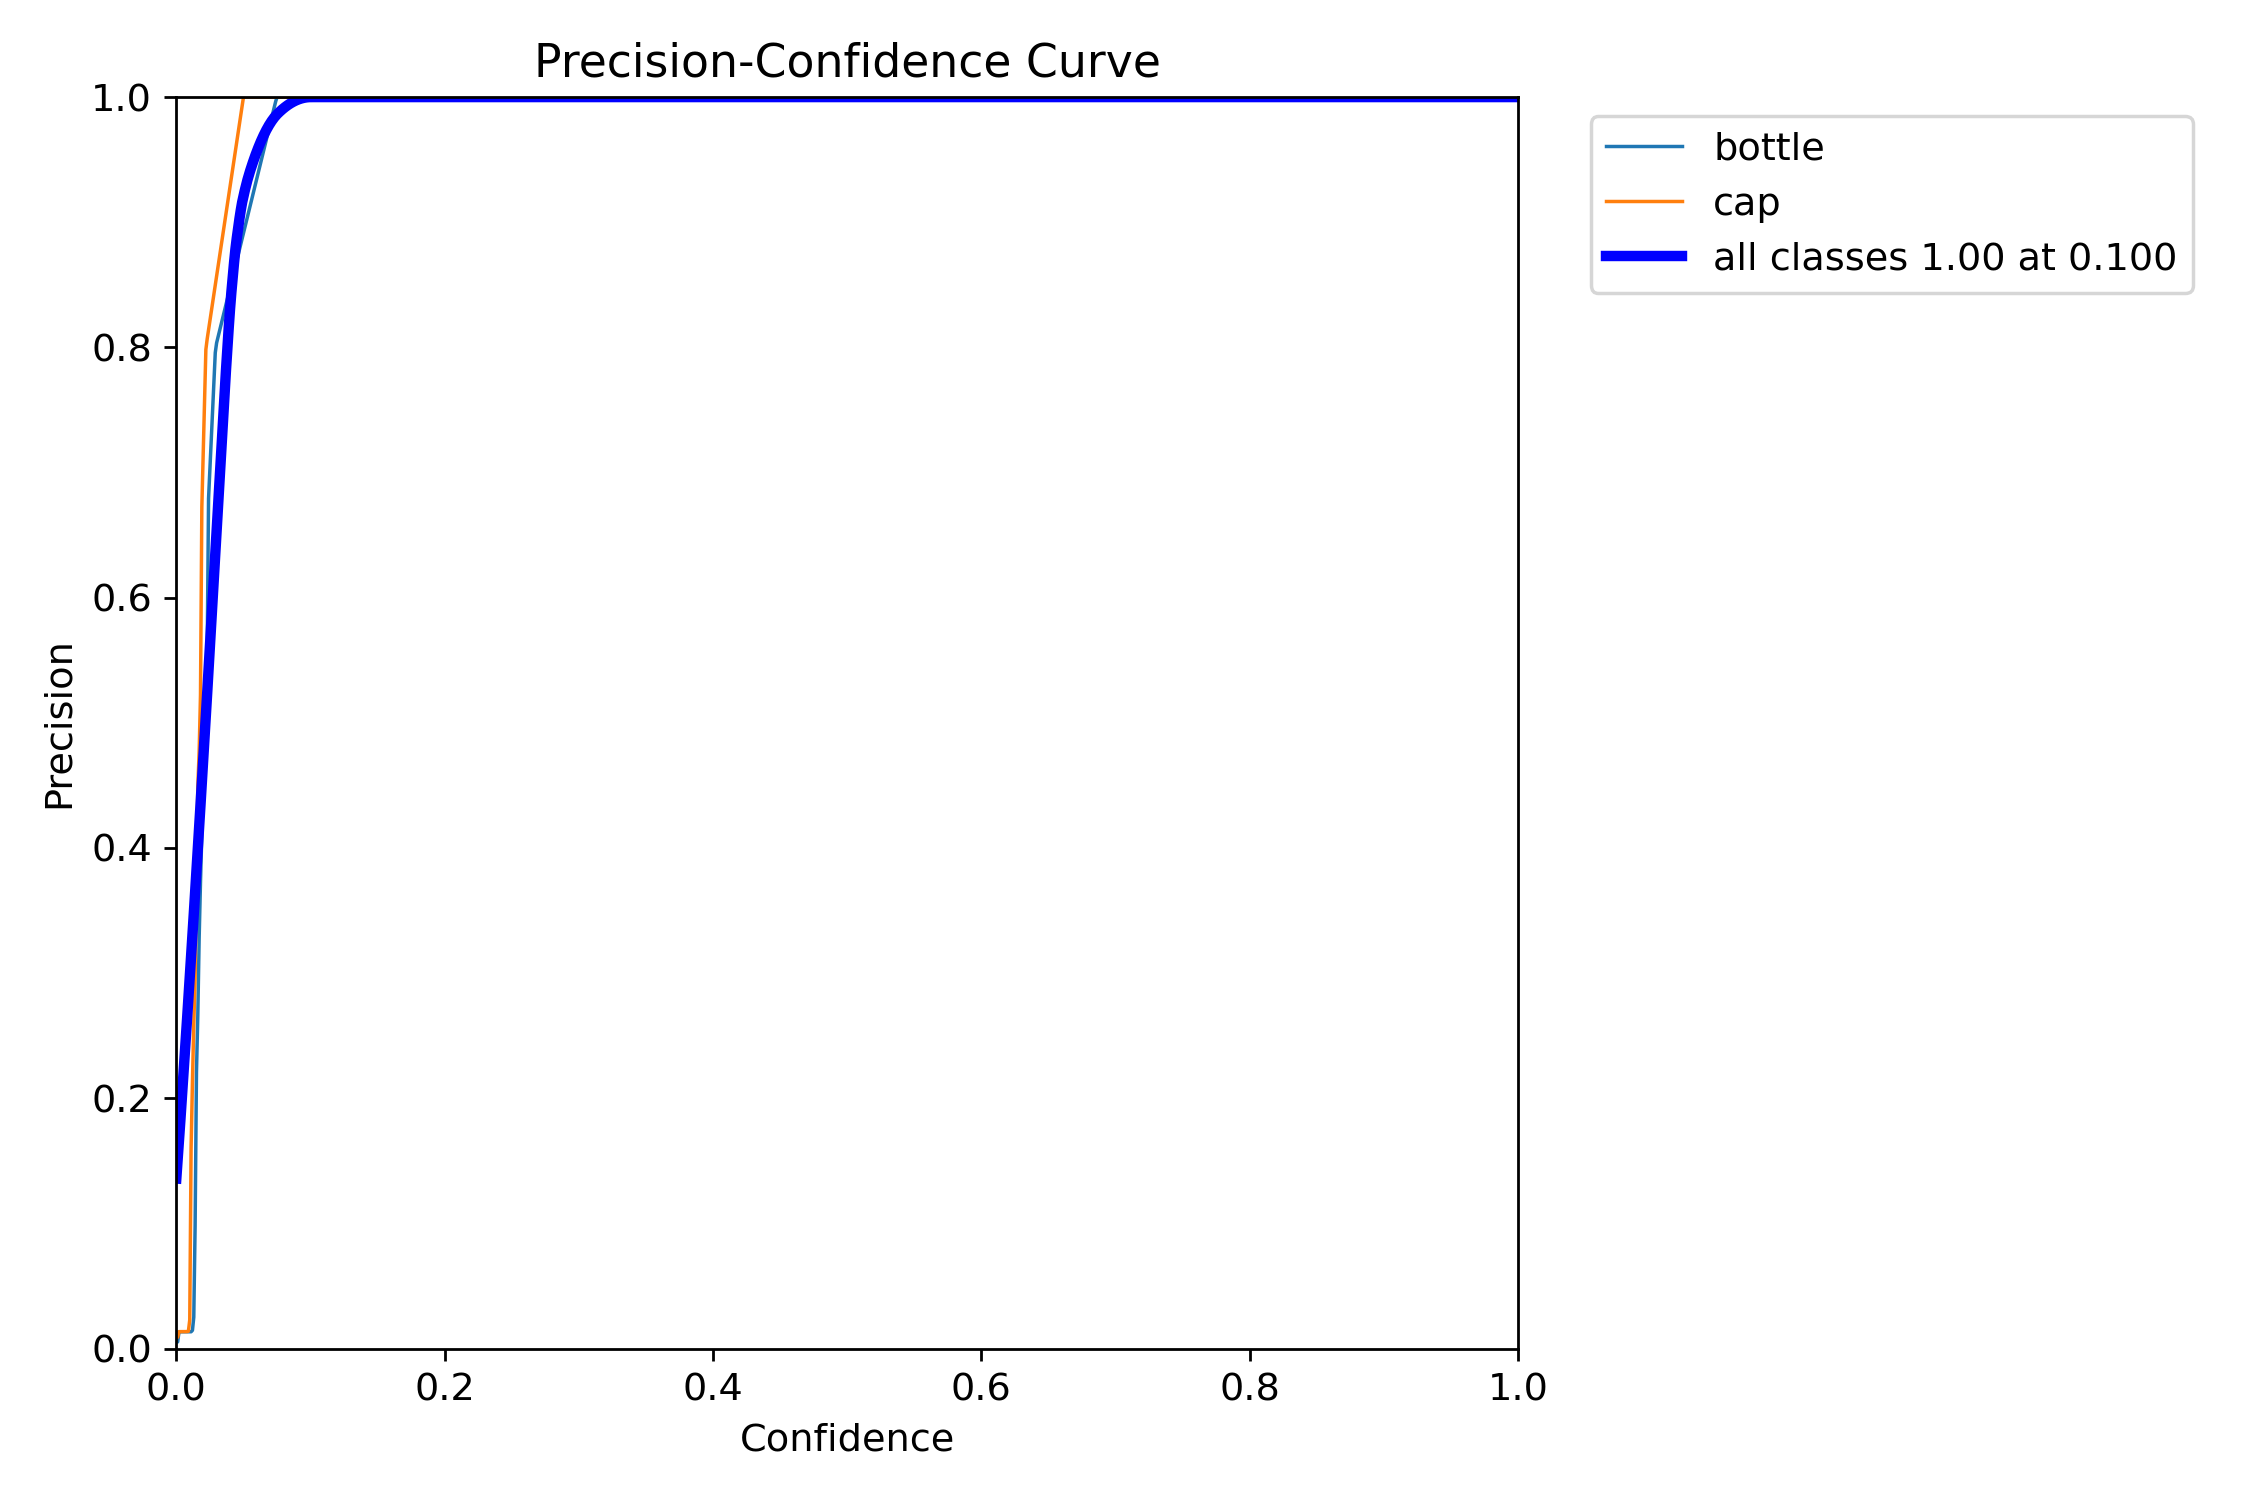 Precision-Confidence Curve
1.0
0.8
0.6
0.4
0.2
0.0
Precision
0.0 0.2 0.4 0.6 0.8 1.0
Confidence
bottle
cap
all classes 1.00 at 0.100